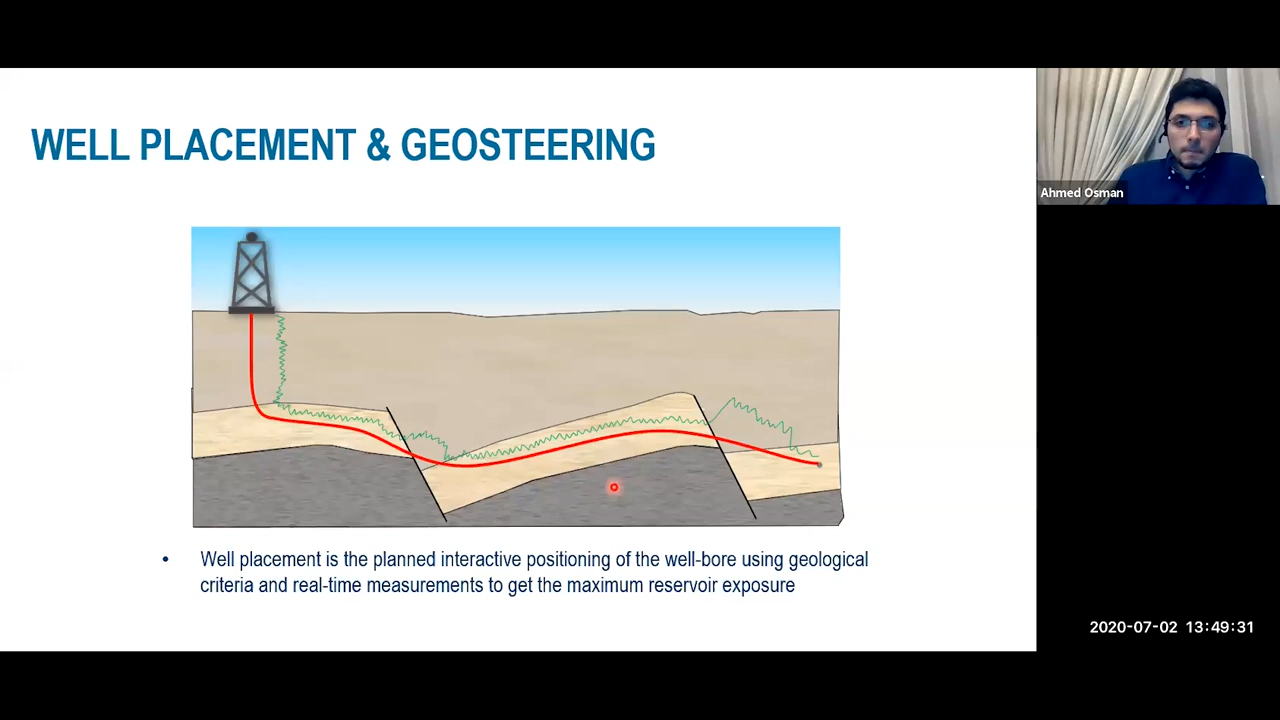 WELL PLACEMENT & GEOSTEERING
Ahmed Osman
• Well placement is the planned interactive positioning of the well-bore using geological
criteria and real-time measurements to get the maximum reservoir exposure
2020-07-02 13:49:31